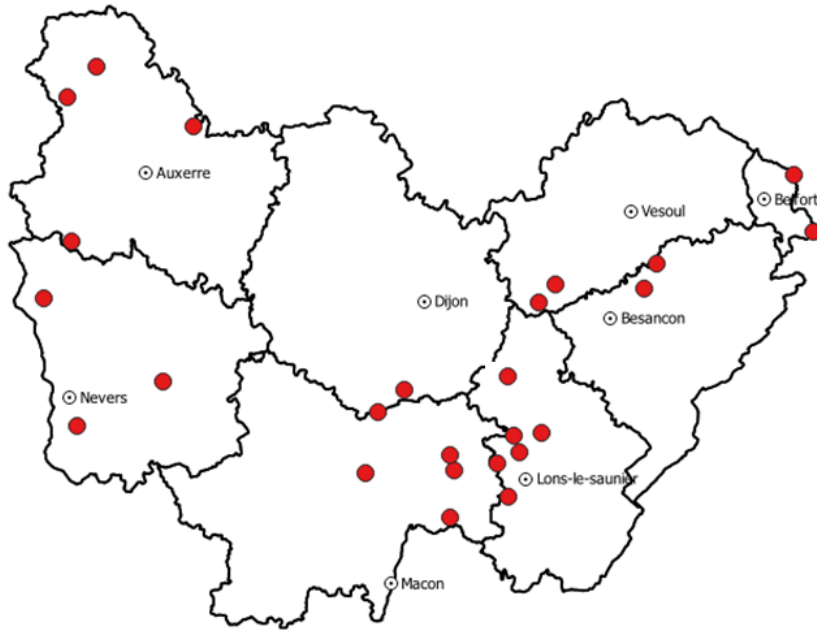 Auxerre
Belfort
Vesoul
Dijon
Besancon
Nevers
Lons-le-saunier
Macon